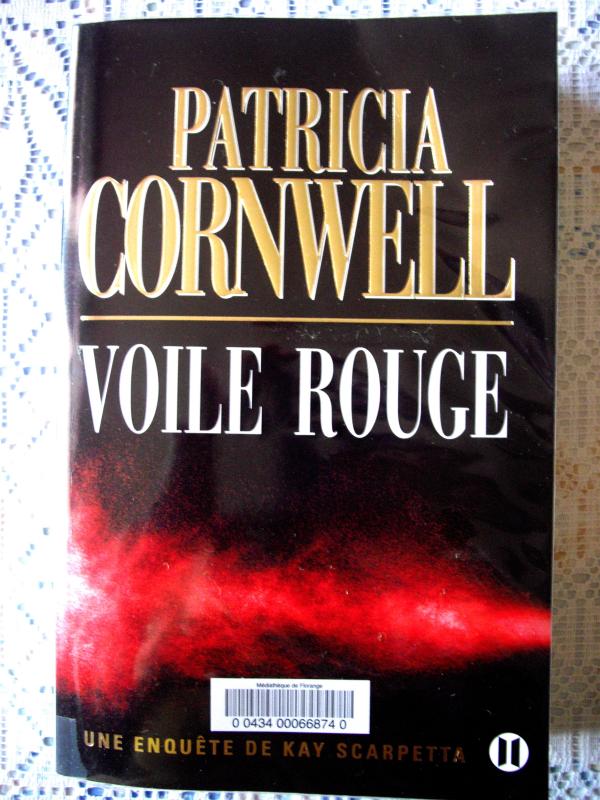 PATRICIA
CORNWELL
VOILE ROUGE
Médiathèque de Florange
0 0434 00066874 0
UNE ENQUÊTE DE KAY SCARPETTA